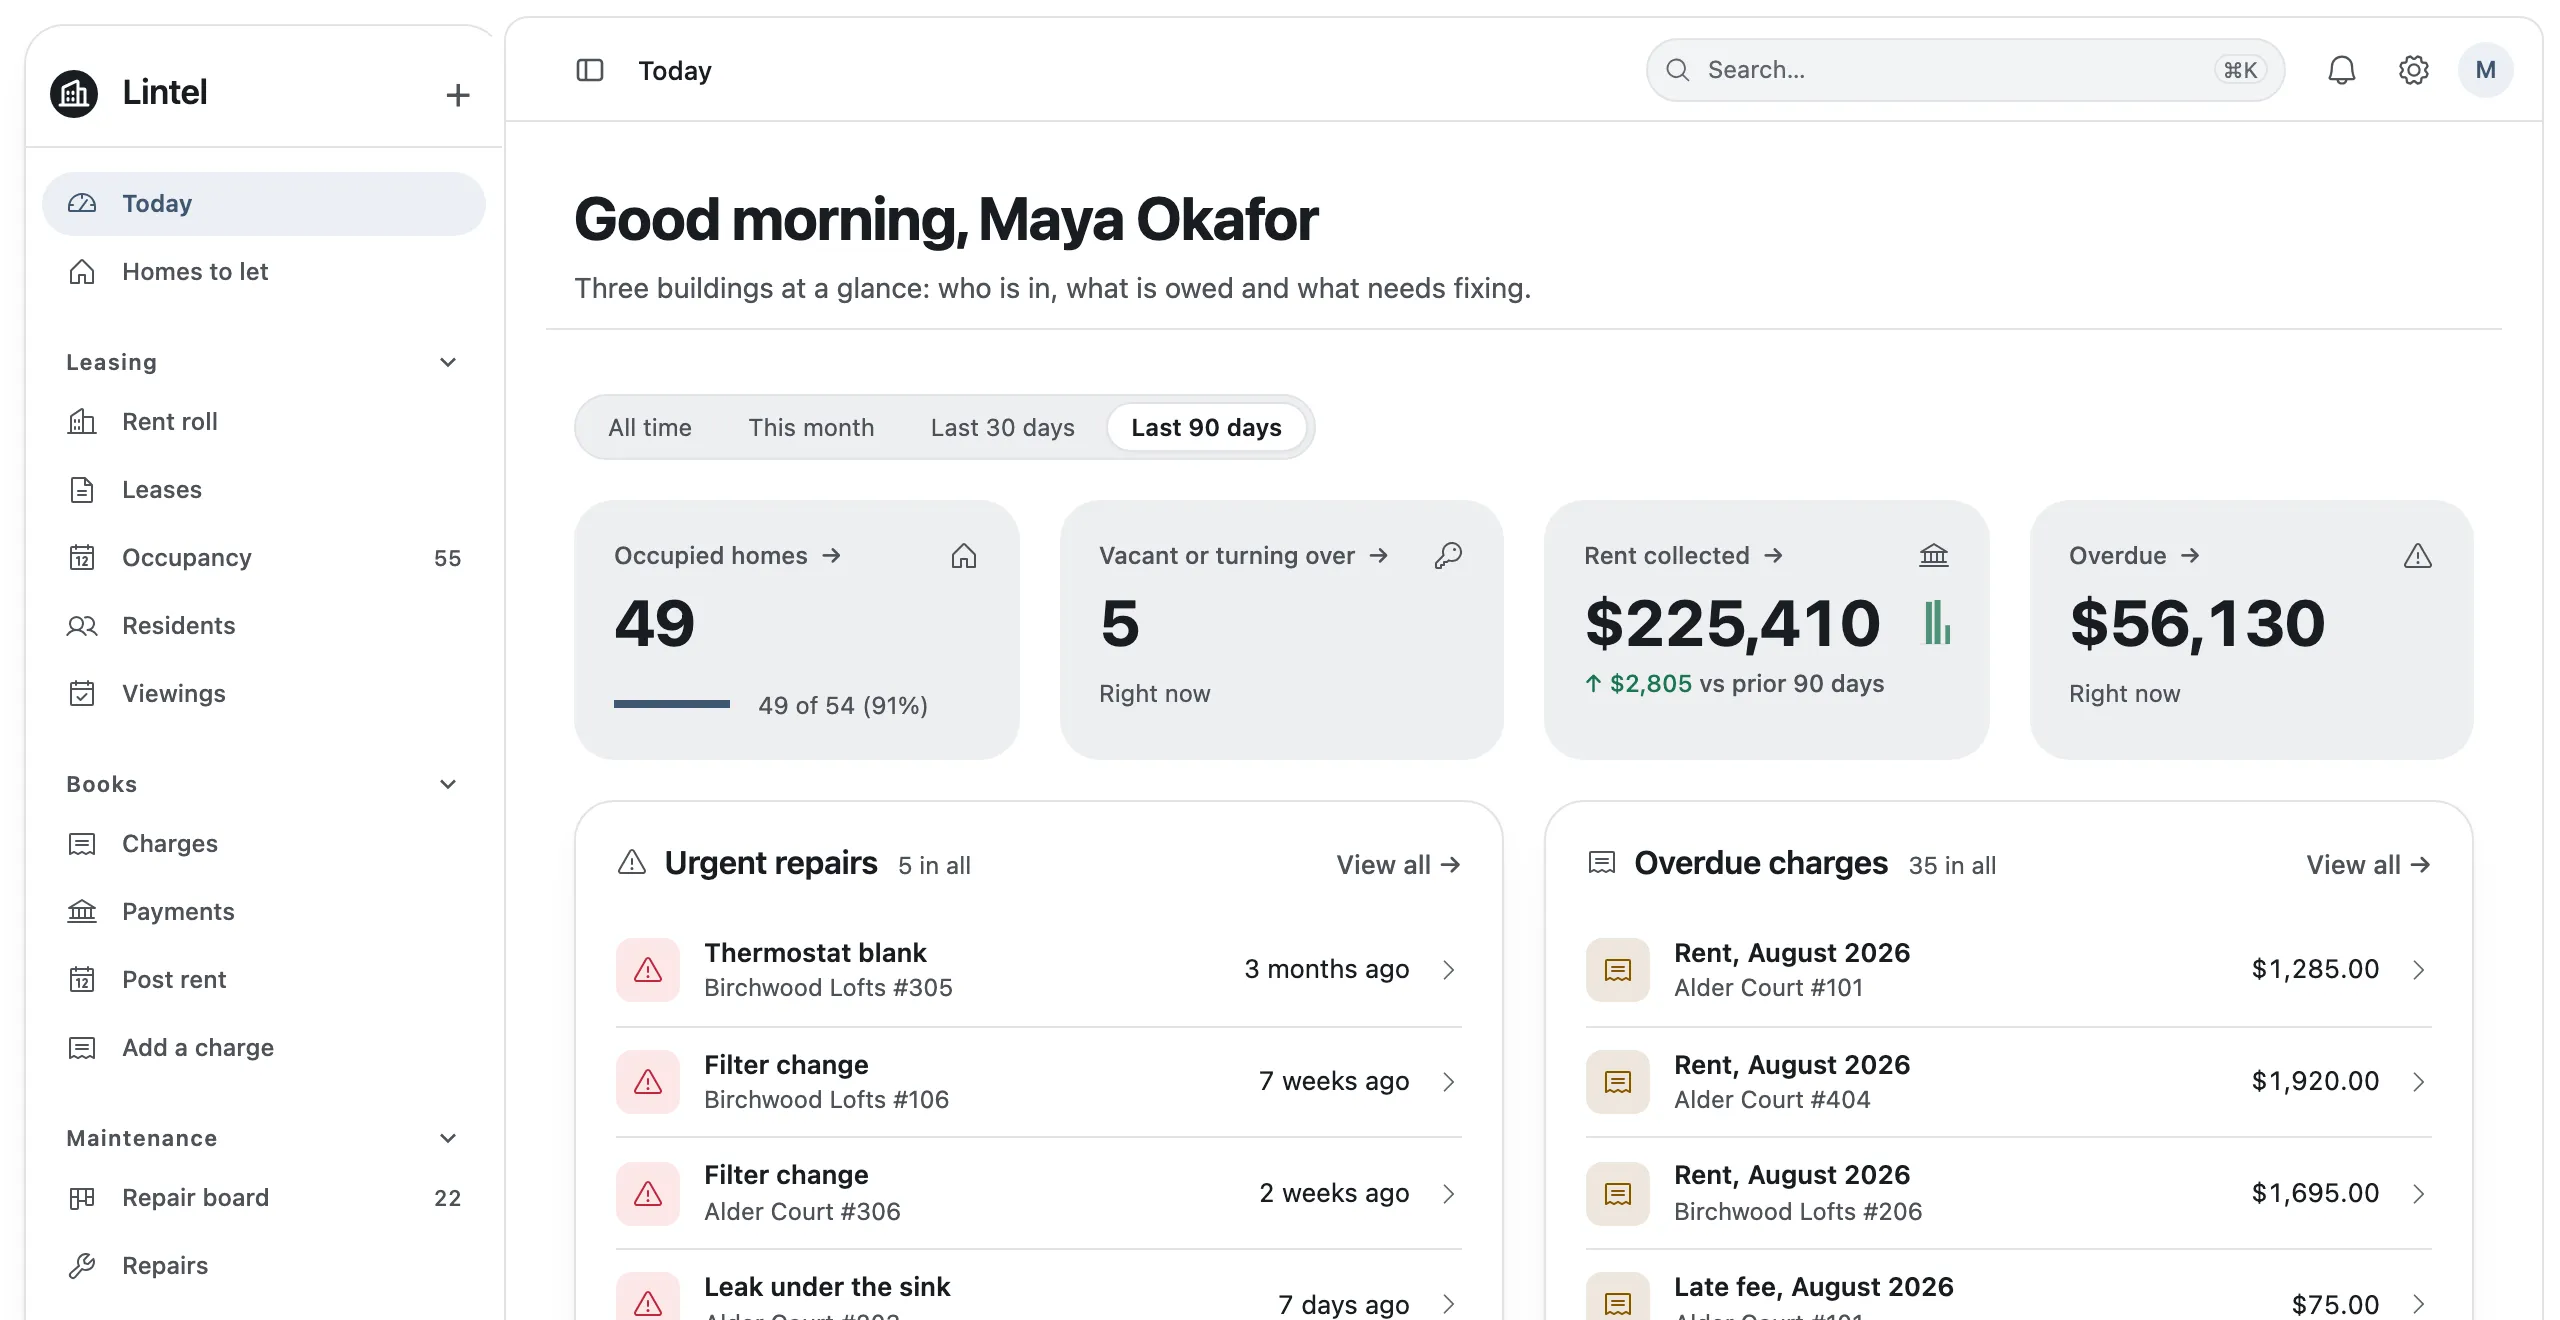 Lintel
Today
Homes to let
Leasing
Rent roll
Leases
Occupancy 55
Residents
Viewings
Books
Charges
Payments
Post rent
Add a charge
Maintenance
Repair board 22
Repairs
Today
Search... ⌘K
M
Good morning, Maya Okafor
Three buildings at a glance: who is in, what is owed and what needs fixing.
All time This month Last 30 days Last 90 days
Occupied homes →
49
49 of 54 (91%)
Vacant or turning over →
5
Right now
Rent collected →
$225,410
↑ $2,805 vs prior 90 days
Overdue →
$56,130
Right now
Urgent repairs 5 in all View all →
Thermostat blank
Birchwood Lofts #305
3 months ago
Filter change
Birchwood Lofts #106
7 weeks ago
Filter change
Alder Court #306
2 weeks ago
Leak under the sink
Alder Court
7 days ago
Overdue charges 35 in all View all →
Rent, August 2026
Alder Court #101
$1,285.00
Rent, August 2026
Alder Court #404
$1,920.00
Rent, August 2026
Birchwood Lofts #206
$1,695.00
Late fee, August 2026
Alder Court #101
$75.00